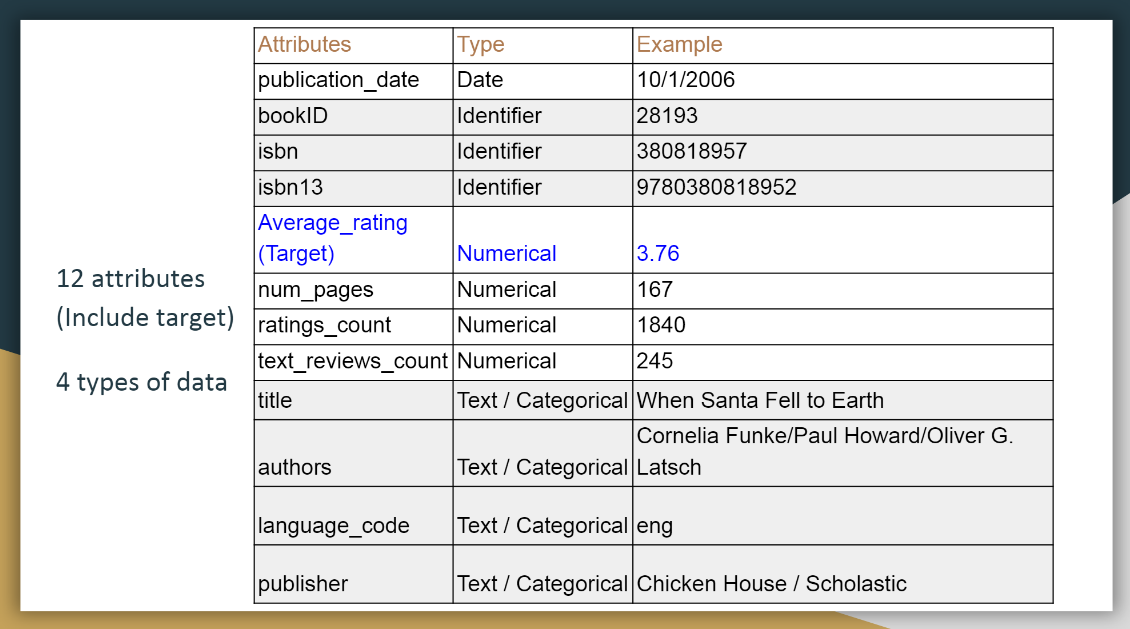 12 attributes
(Include target)
4 types of data
Attributes Type Example
publication_date Date 10/1/2006
bookID Identifier 28193
isbn Identifier 380818957
isbn13 Identifier 9780380818952
Average_rating
(Target) Numerical 3.76
num_pages Numerical 167
ratings_count Numerical 1840
text_reviews_count Numerical 245
title Text / Categorical When Santa Fell to Earth
Cornelia Funke/Paul Howard/Oliver G.
authors Text / Categorical Latsch
language_code Text / Categorical eng
publisher Text / Categorical Chicken House / Scholastic